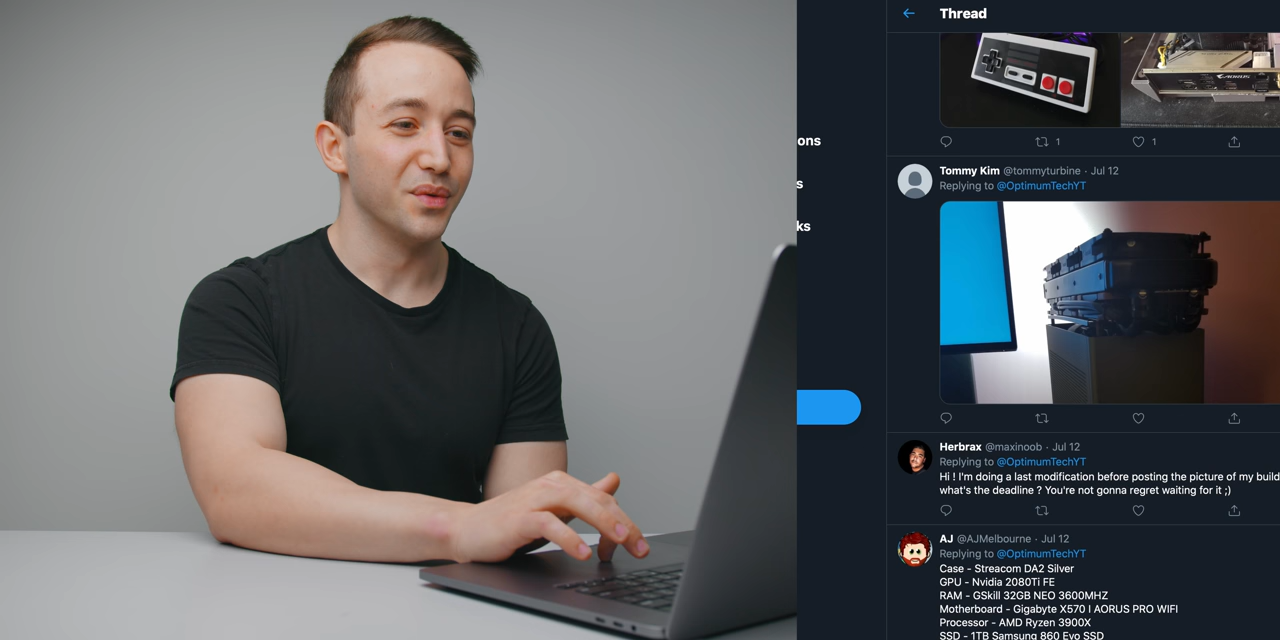 Thread
AORUS
ons
s
ks
1
1
Tommy Kim @tommyturbine · Jul 12
Replying to @OptimumTechYT
Herbrax @maxinoob · Jul 12
Replying to @OptimumTechYT
Hi ! I'm doing a last modification before posting the picture of my build
what's the deadline ? You're not gonna regret waiting for it ;)
AJ @AJMelbourne · Jul 12
Replying to @OptimumTechYT
Case - Streacom DA2 Silver
GPU - Nvidia 2080Ti FE
RAM - GSkill 32GB NEO 3600MHZ
Motherboard - Gigabyte X570 I AORUS PRO WIFI
Processor - AMD Ryzen 3900X
SSD - 1TB Samsung 860 Evo SSD